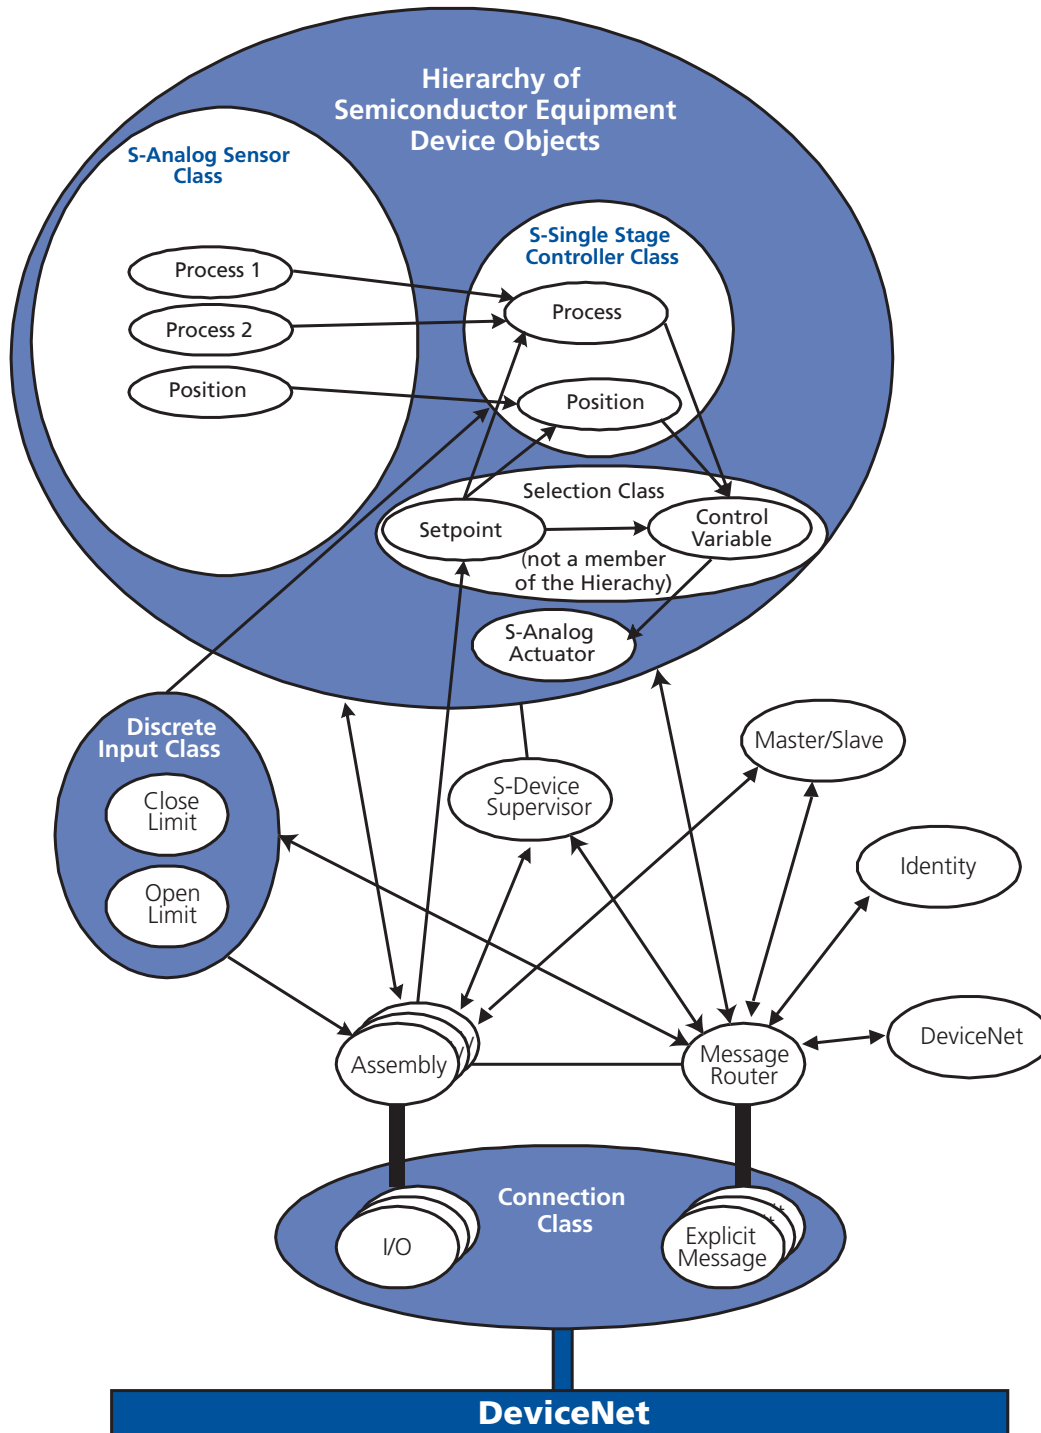 Hierarchy of
Semiconductor Equipment
Device Objects
S-Analog Sensor
Class
S-Single Stage
Controller Class
Process 1
Process
Process 2
Position
Position
Selection Class
Setpoint
Control
Variable
(not a member
of the Hierachy)
S-Analog
Actuator
Discrete
Input Class
Close
Limit
Open
Limit
S-Device
Supervisor
Master/Slave
Identity
DeviceNet
Assembly
Message
Router
Connection
Class
I/O
Explicit
Message
DeviceNet